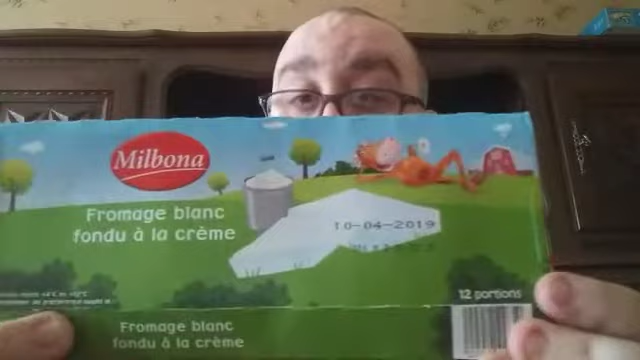 Milbona
Fromage blanc
fondu à la crème
10-04-2019
12 portions
Fromage blanc
fondu à la crème